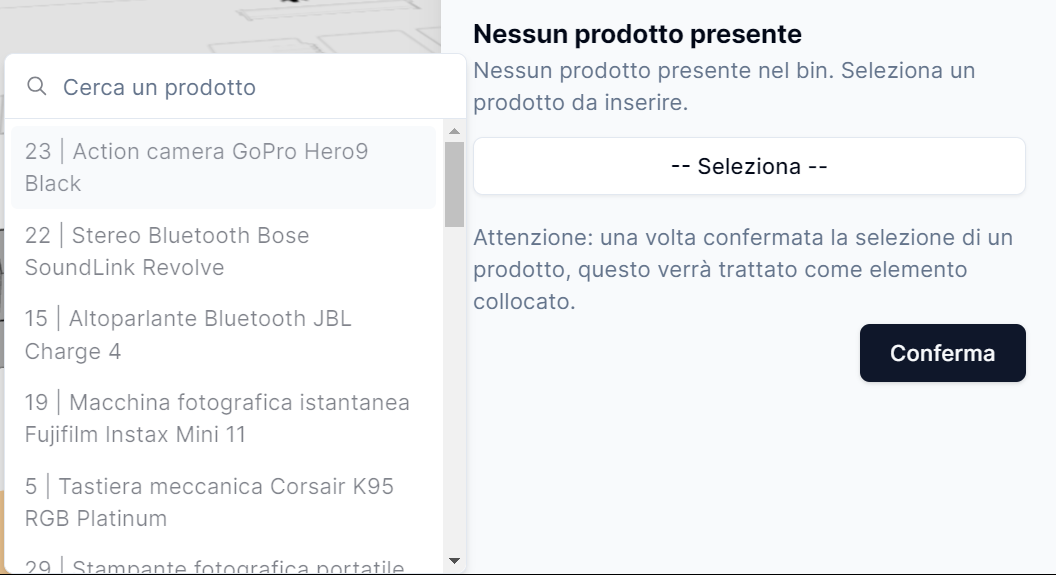 Nessun prodotto presente
Nessun prodotto presente nel bin. Seleziona un
prodotto da inserire.
-- Seleziona --
Attenzione: una volta confermata la selezione di un
prodotto, questo verrà trattato come elemento
collocato.
Conferma
Cerca un prodotto
23 | Action camera GoPro Hero9
Black
22 | Stereo Bluetooth Bose
SoundLink Revolve
15 | Altoparlante Bluetooth JBL
Charge 4
19 | Macchina fotografica istantanea
Fujifilm Instax Mini 11
5 | Tastiera meccanica Corsair K95
RGB Platinum
29 | Stampante fotografica portatile